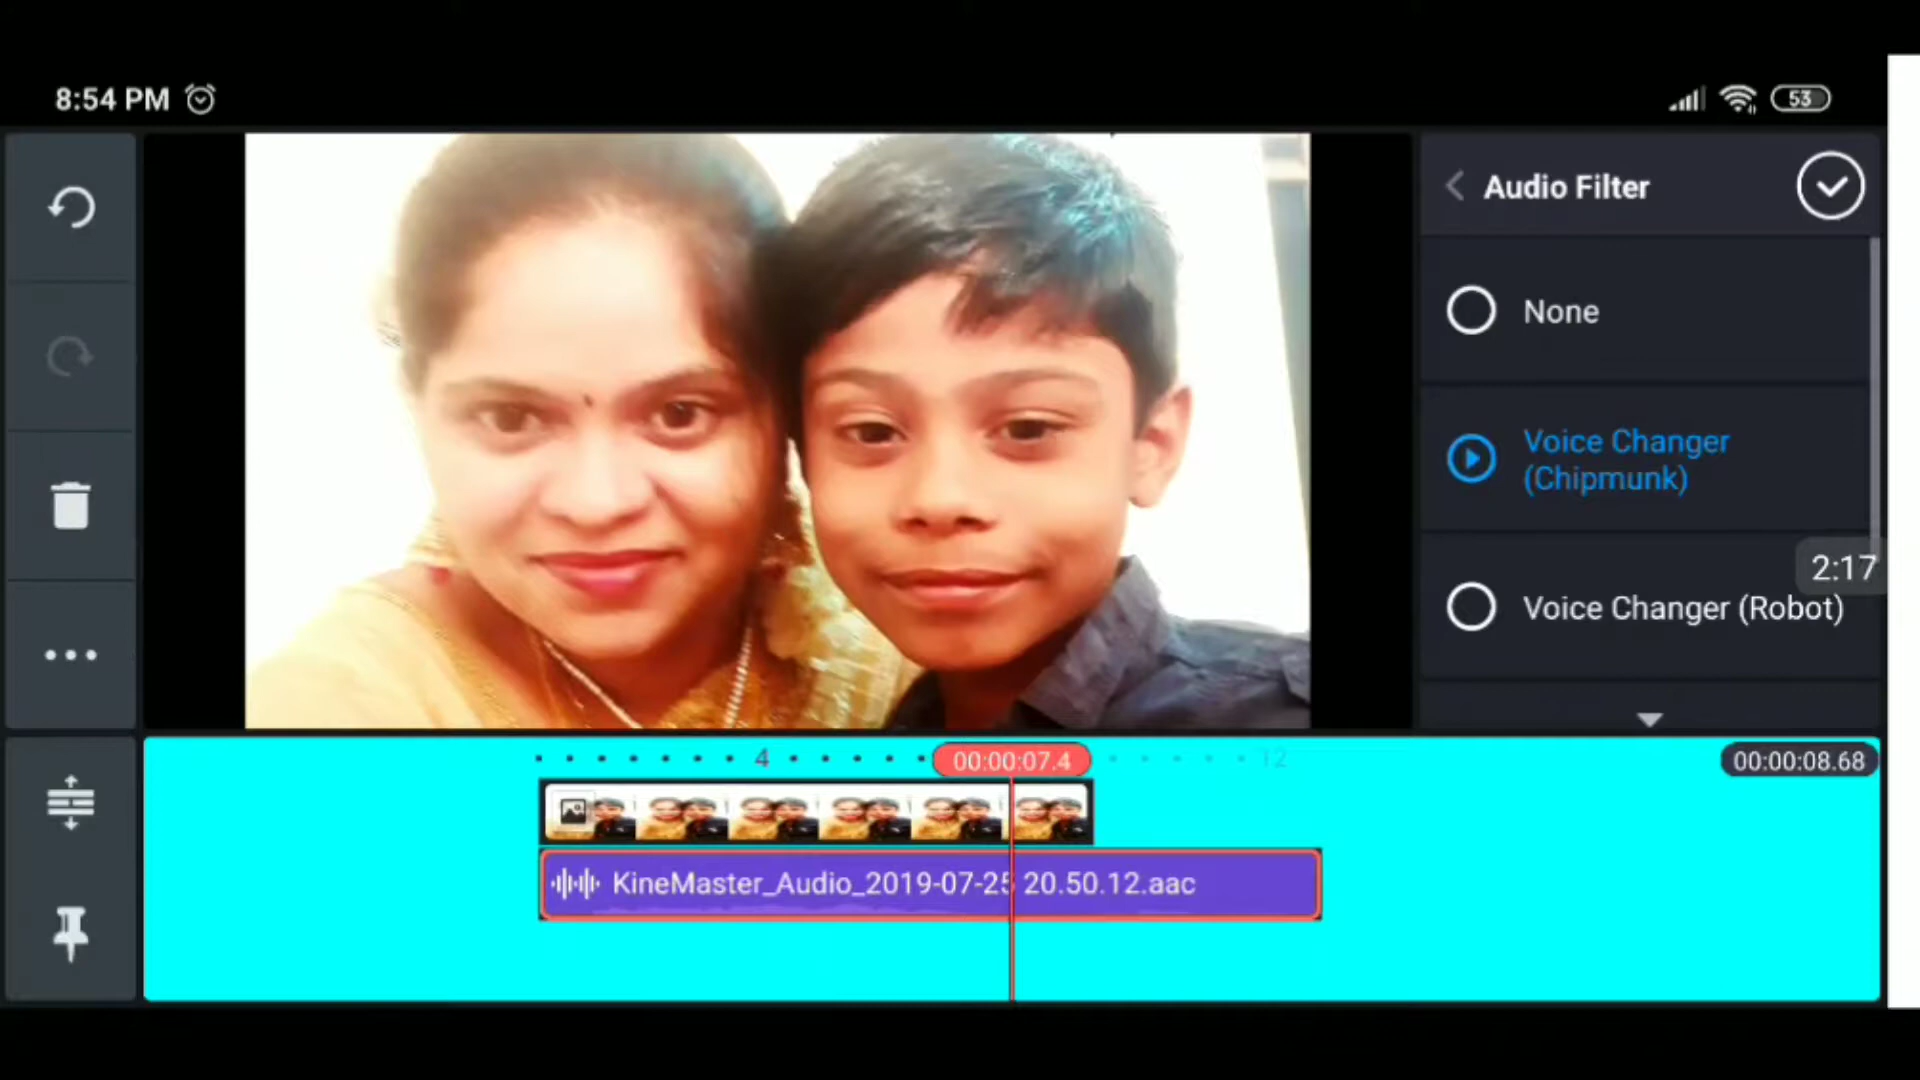 8:54 PM
53
Audio Filter
None
Voice Changer
(Chipmunk)
2:17
Voice Changer (Robot)
4
00:00:07.4
12
00:00:08.68
KineMaster_Audio_2019-07-25 20.50.12.aac